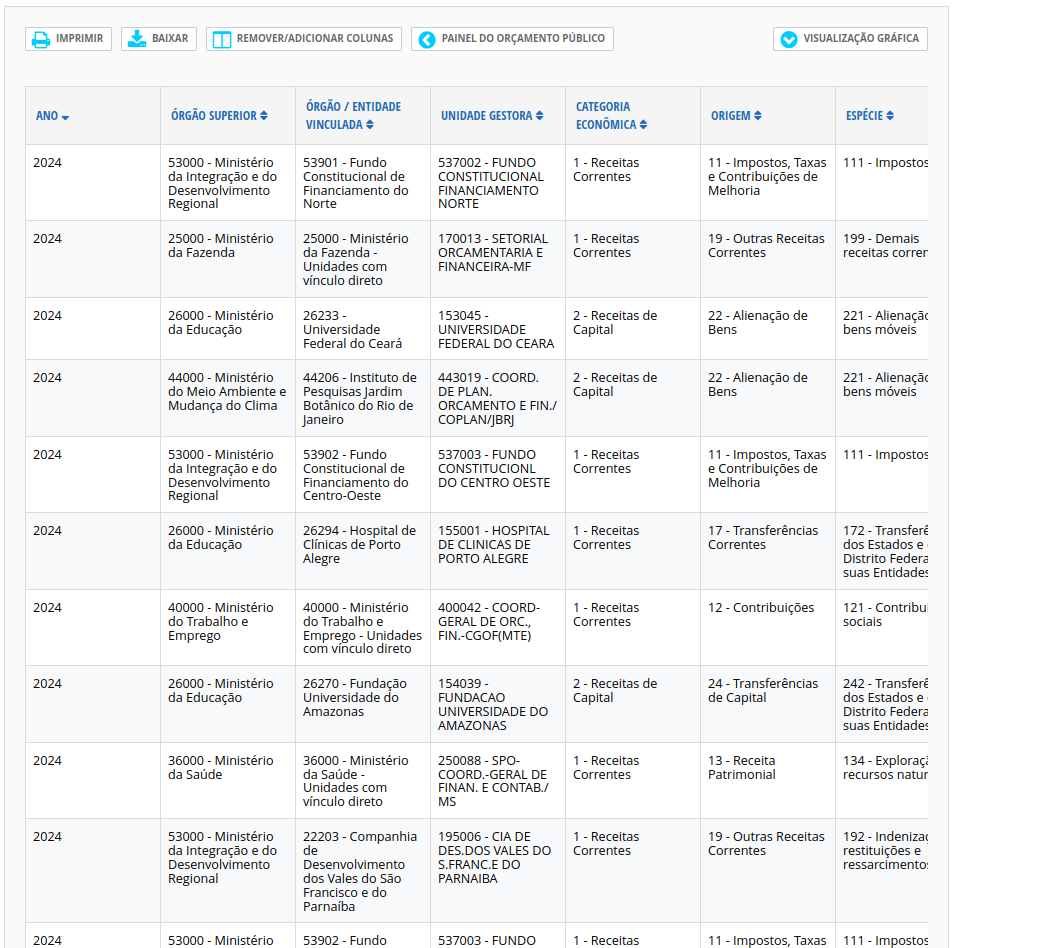 IMPRIMIR
BAIXAR
REMOVER/ADICIONAR COLUNAS
PAINEL DO ORÇAMENTO PÚBLICO
VISUALIZAÇÃO GRÁFICA
ANO
ÓRGÃO SUPERIOR
ÓRGÃO / ENTIDADE
VINCULADA
UNIDADE GESTORA
CATEGORIA
ECONÔMICA
ORIGEM
ESPÉCIE
2024
53000 - Ministério
da Integração e do
Desenvolvimento
Regional
53901 - Fundo
Constitucional de
Financiamento do
Norte
537002 - FUNDO
CONSTITUCIONAL
FINANCIAMENTO
NORTE
1 - Receitas
Correntes
11 - Impostos, Taxas
e Contribuições de
Melhoria
111 - Impostos
2024
25000 - Ministério
da Fazenda
25000 - Ministério
da Fazenda -
Unidades com
vínculo direto
170013 - SETORIAL
ORCAMENTARIA E
FINANCEIRA-MF
1 - Receitas
Correntes
19 - Outras Receitas
Correntes
199 - Demais
receitas corren
2024
26000 - Ministério
da Educação
26233 -
Universidade
Federal do Ceará
153045 -
UNIVERSIDADE
FEDERAL DO CEARA
2 - Receitas de
Capital
22 - Alienação de
Bens
221 - Alienaçã
bens móveis
2024
44000 - Ministério
do Meio Ambiente e
Mudança do Clima
44206 - Instituto de
Pesquisas Jardim
Botânico do Rio de
Janeiro
443019 - COORD.
DE PLAN.
ORCAMENTO E FIN./
COPLAN/JBRJ
2 - Receitas de
Capital
22 - Alienação de
Bens
221 - Alienaçã
bens móveis
2024
53000 - Ministério
da Integração e do
Desenvolvimento
Regional
53902 - Fundo
Constitucional de
Financiamento do
Centro-Oeste
537003 - FUNDO
CONSTITUCIONL
DO CENTRO OESTE
1 - Receitas
Correntes
11 - Impostos, Taxas
e Contribuições de
Melhoria
111 - Impostos
2024
26000 - Ministério
da Educação
26294 - Hospital de
Clínicas de Porto
Alegre
155001 - HOSPITAL
DE CLINICAS DE
PORTO ALEGRE
1 - Receitas
Correntes
17 - Transferências
Correntes
172 - Transferê
dos Estados e
Distrito Federa
suas Entidades
2024
40000 - Ministério
do Trabalho e
Emprego
40000 - Ministério
do Trabalho e
Emprego - Unidades
com vínculo direto
400042 - COORD-
GERAL DE ORC.,
FIN.-CGOF(MTE)
1 - Receitas
Correntes
12 - Contribuições
121 - Contribui
sociais
2024
26000 - Ministério
da Educação
26270 - Fundação
Universidade do
Amazonas
154039 -
FUNDACAO
UNIVERSIDADE DO
AMAZONAS
2 - Receitas de
Capital
24 - Transferências
de Capital
242 - Transferê
dos Estados e
Distrito Federa
suas Entidades
2024
36000 - Ministério
da Saúde
36000 - Ministério
da Saúde -
Unidades com
vínculo direto
250088 - SPO-
COORD.-GERAL DE
FINAN. E CONTAB./
MS
1 - Receitas
Correntes
13 - Receita
Patrimonial
134 - Exploraçã
recursos natur
2024
53000 - Ministério
da Integração e do
Desenvolvimento
Regional
22203 - Companhia
de
Desenvolvimento
dos Vales do São
Francisco e do
Parnaíba
195006 - CIA DE
DES.DOS VALES DO
S.FRANC.E DO
PARNAIBA
1 - Receitas
Correntes
19 - Outras Receitas
Correntes
192 - Indenizaç
restituições e
ressarcimentos
2024
53000 - Ministério
53902 - Fundo
537003 - FUNDO
1 - Receitas
11 - Impostos, Taxas
111 - Impostos